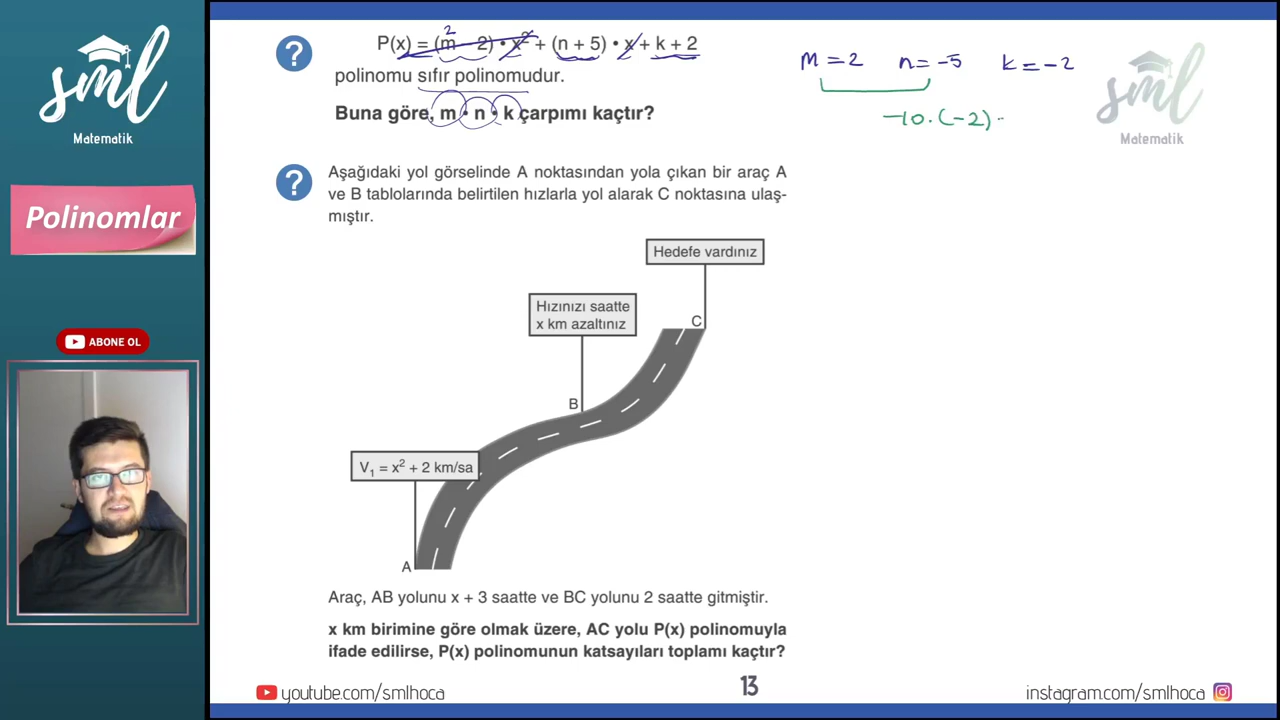 sml
Matematik
Polinomlar
ABONE OL
?
P(x) = (m - 2) • x² + (n + 5) • x + k + 2
polinomu sıfır polinomudur.
Buna göre, m • n • k çarpımı kaçtır?
2
m = 2 n = -5 k = -2
-10.(-2)
sml
Matematik
?
Aşağıdaki yol görselinde A noktasından yola çıkan bir araç A
ve B tablolarında belirtilen hızlarla yol alarak C noktasına ulaş-
mıştır.
Hedefe vardınız
Hızınızı saatte
x km azaltınız
C
B
V₁ = x² + 2 km/sa
A
Araç, AB yolunu x + 3 saatte ve BC yolunu 2 saatte gitmiştir.
x km birimine göre olmak üzere, AC yolu P(x) polinomuyla
ifade edilirse, P(x) polinomunun katsayıları toplamı kaçtır?
youtube.com/smlhoca
13
instagram.com/smlhoca